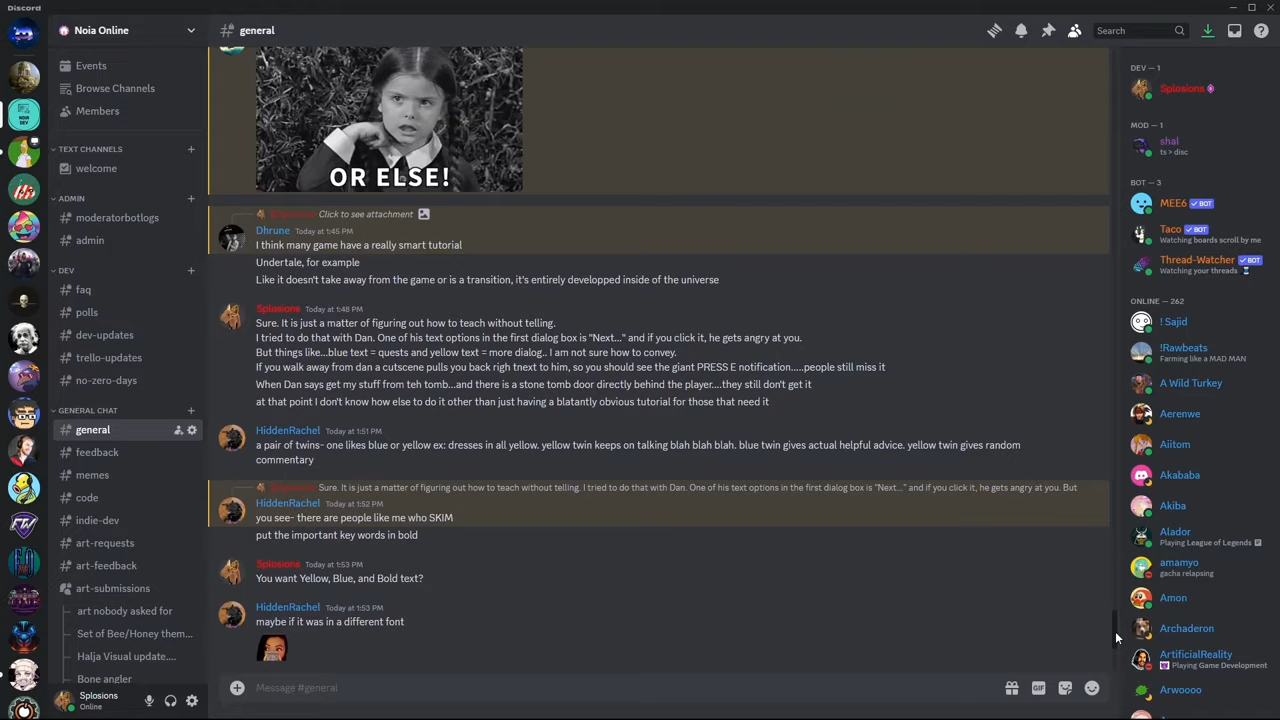 Discord
Noia Online
general
Search
Events
Browse Channels
Members
TEXT CHANNELS
welcome
ADMIN
moderatorbotlogs
admin
DEV
faq
polls
dev-updates
trello-updates
no-zero-days
GENERAL CHAT
general
feedback
memes
code
indie-dev
art-requests
art-feedback
art-submissions
art nobody asked for
Set of Bee/Honey them...
Halja Visual update....
Bone angler
Splosions
Online
OR ELSE!
Splosions Click to see attachment
Dhrune Today at 1:45 PM
I think many game have a really smart tutorial
Undertale, for example
Like it doesn't take away from the game or is a transition, it's entirely developped inside of the universe
Splosions Today at 1:48 PM
Sure. It is just a matter of figuring out how to teach without telling.
I tried to do that with Dan. One of his text options in the first dialog box is "Next..." and if you click it, he gets angry at you.
But things like...blue text = quests and yellow text = more dialog.. I am not sure how to convey.
If you walk away from dan a cutscene pulls you back righ tnext to him, so you should see the giant PRESS E notification.....people still miss it
When Dan says get my stuff from teh tomb...and there is a stone tomb door directly behind the player....they still don't get it
at that point I don't know how else to do it other than just having a blatantly obvious tutorial for those that need it
HiddenRachel Today at 1:51 PM
a pair of twins- one likes blue or yellow ex: dresses in all yellow. yellow twin keeps on talking blah blah blah. blue twin gives actual helpful advice. yellow twin gives random
commentary
Splosions Sure. It is just a matter of figuring out how to teach without telling. I tried to do that with Dan. One of his text options in the first dialog box is "Next..." and if you click it, he gets angry at you. But
HiddenRachel Today at 1:52 PM
you see- there are people like me who SKIM
put the important key words in bold
Splosions Today at 1:53 PM
You want Yellow, Blue, and Bold text?
HiddenRachel Today at 1:53 PM
maybe if it was in a different font
Message #general
GIF
DEV — 1
Splosions
MOD — 1
shal
ts > disc
BOT — 3
MEE6 BOT
Taco BOT
Watching boards scroll by me
Thread-Watcher BOT
Watching your threads
ONLINE — 262
! Sajid
!Rawbeats
Farming like a MAD MAN
A Wild Turkey
Aerenwe
Aiitom
Akababa
Akiba
Alador
Playing League of Legends
amamyo
gacha relapsing
Amon
Archaderon
ArtificialReality
Playing Game Development
Arwoooo